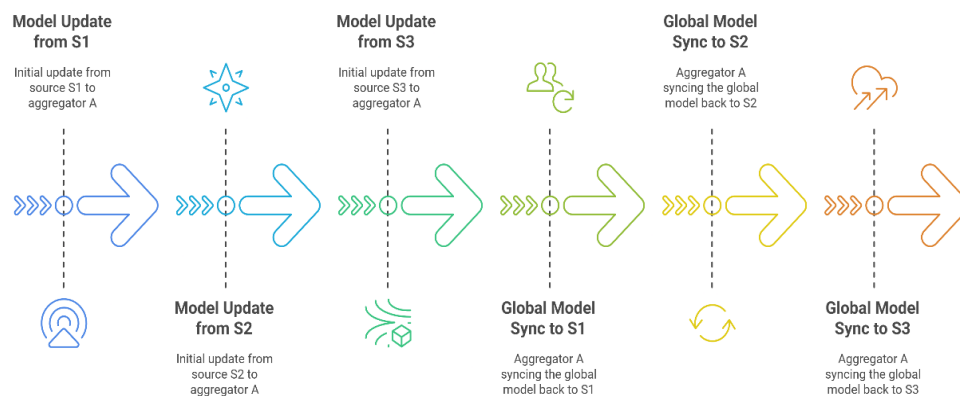 Model Update
from S1
Initial update from
source S1 to
aggregator A
Model Update
from S2
Initial update from
source S2 to
aggregator A
Model Update
from S3
Initial update from
source S3 to
aggregator A
Global Model
Sync to S1
Aggregator A
syncing the global
model back to S1
Global Model
Sync to S2
Aggregator A
syncing the global
model back to S2
Global Model
Sync to S3
Aggregator A
syncing the global
model back to S3